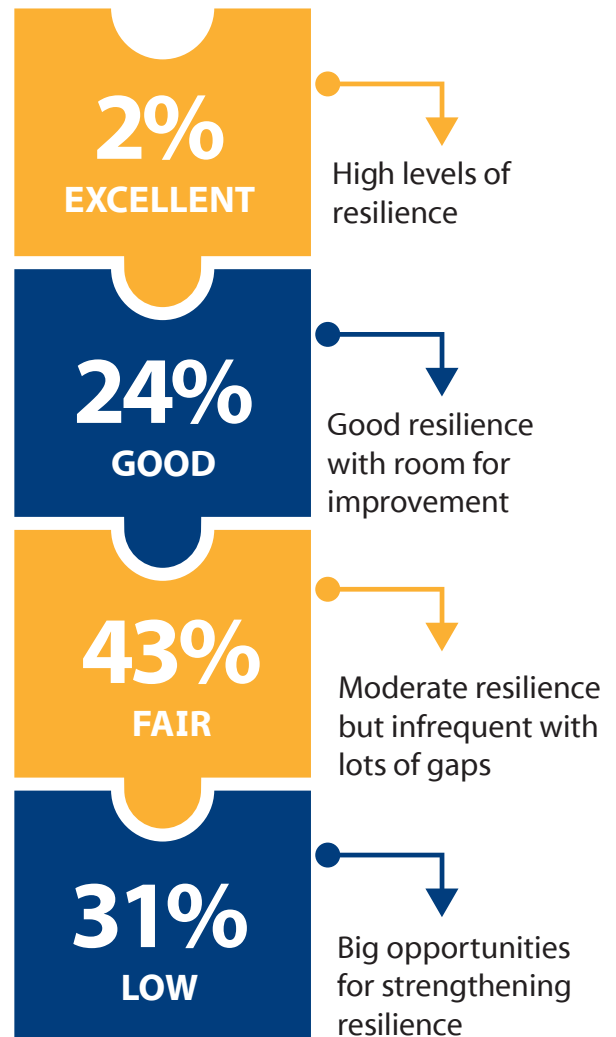 2%
EXCELLENT
High levels of
resilience
24%
GOOD
Good resilience
with room for
improvement
43%
FAIR
Moderate resilience
but infrequent with
lots of gaps
31%
LOW
Big opportunities
for strengthening
resilience